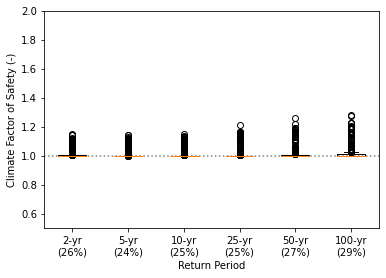 2.0
1.8
1.6
1.4
1.2
1.0
0.8
0.6
Climate Factor of Safety (-)
2-yr 5-yr 10-yr 25-yr 50-yr 100-yr
(26%) (24%) (25%) (25%) (27%) (29%)
Return Period